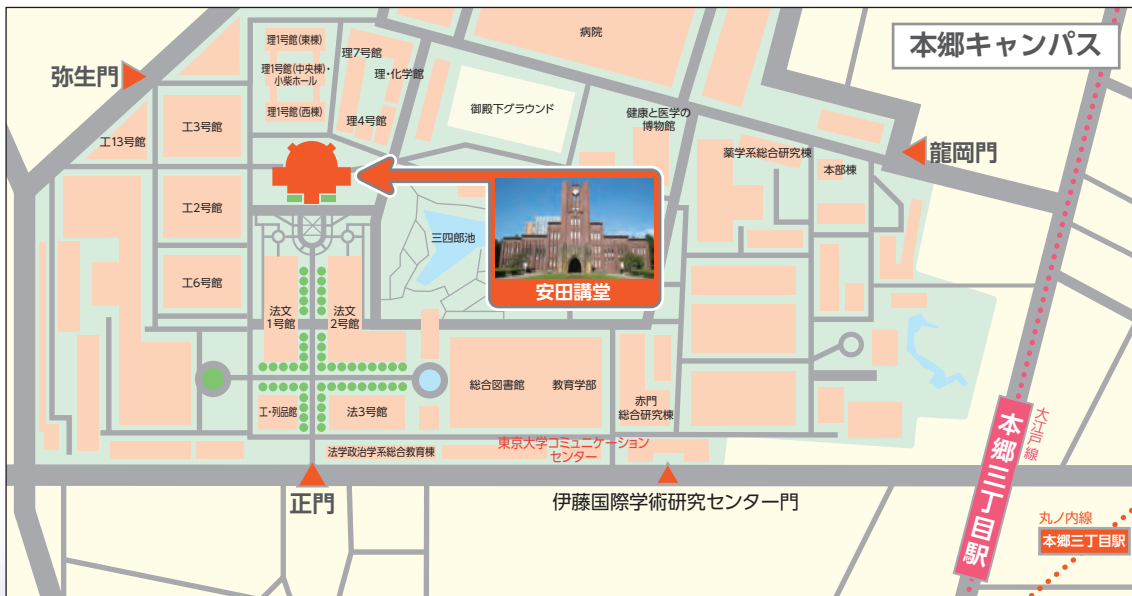 本郷キャンパス
病院
理1号館(東棟)
理7号館
理1号館(中央棟)・
小柴ホール
理・化学館
弥生門
理1号館(西棟)
理4号館
御殿下グラウンド
健康と医学の
博物館
工3号館
工13号館
薬学系総合研究棟
本部棟
龍岡門
工2号館
三四郎池
安田講堂
工6号館
法文
1号館
法文
2号館
総合図書館
教育学部
赤門
総合研究棟
工・列品館
法3号館
法学政治学系総合教育棟
東京大学コミュニケーション
センター
正門
伊藤国際学術研究センター門
大江戸線
本郷三丁目駅
丸ノ内線
本郷三丁目駅